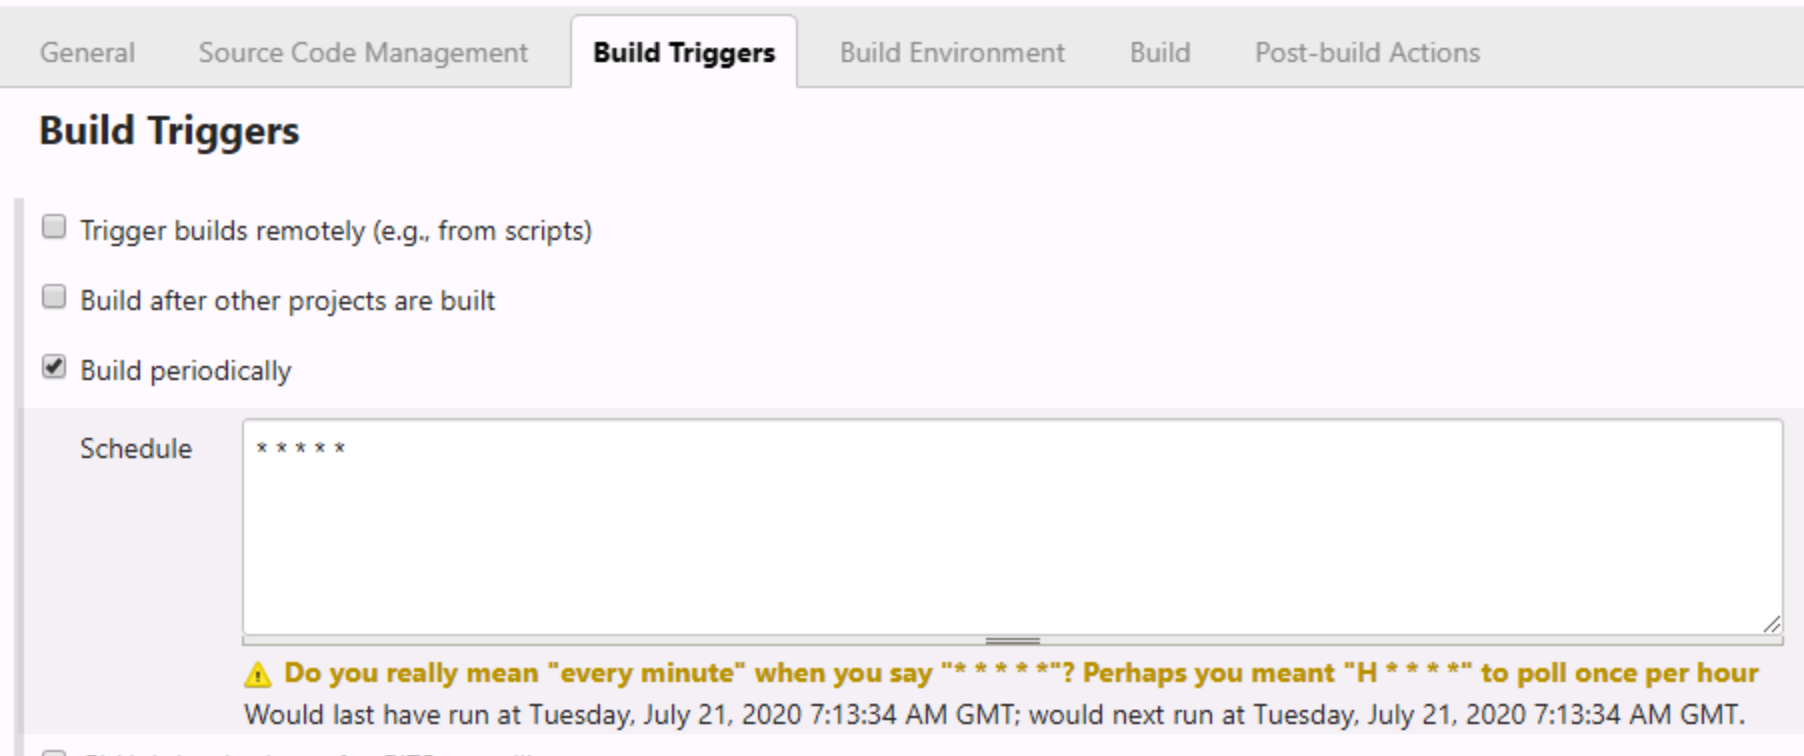 General Source Code Management Build Triggers Build Environment Build Post-build Actions
Build Triggers
Trigger builds remotely (e.g., from scripts)
Build after other projects are built
Build periodically
Schedule * * * * *
Do you really mean "every minute" when you say "* * * * *"? Perhaps you meant "H * * * *" to poll once per hour
Would last have run at Tuesday, July 21, 2020 7:13:34 AM GMT; would next run at Tuesday, July 21, 2020 7:13:34 AM GMT.